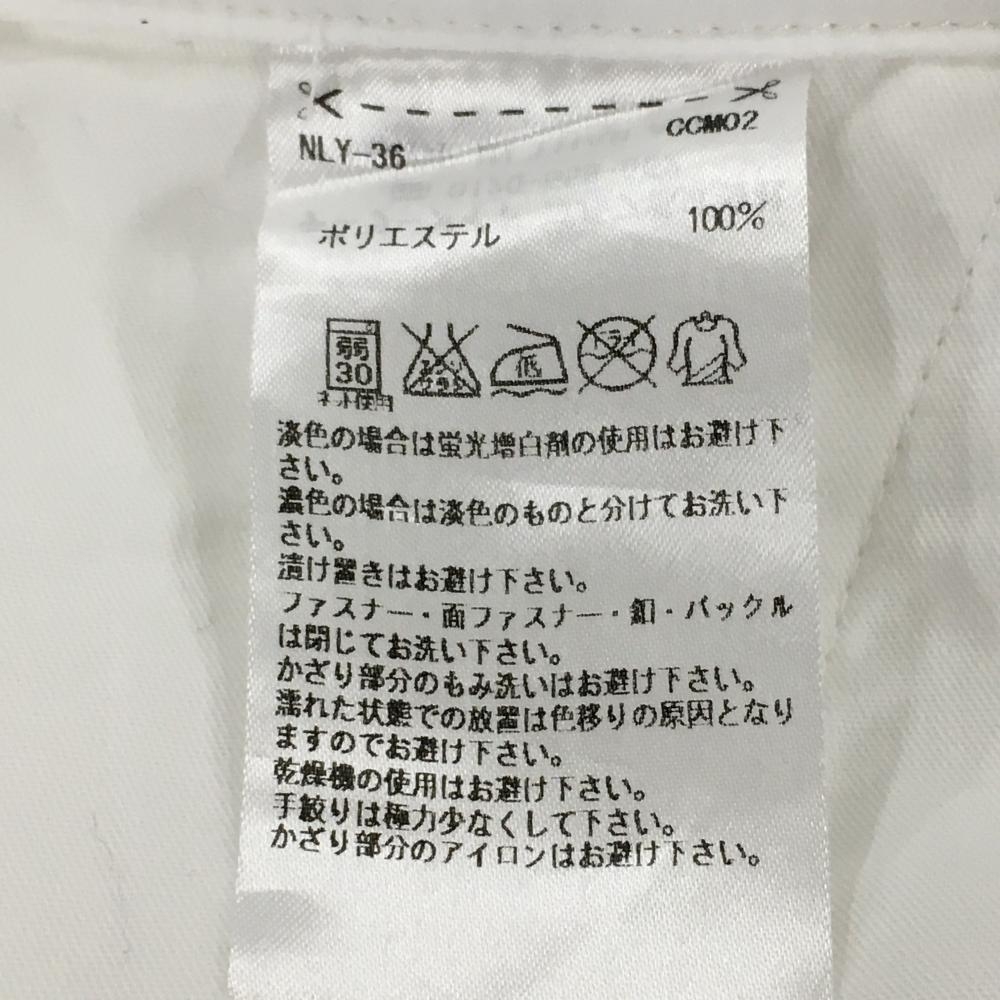 CCM02
NLY-36
ポリエステル 100%
弱
30
ネット使用
エンソ
サラシ
低
ドライ
淡色の場合は蛍光増白剤の使用はお避け下
さい。
濃色の場合は淡色のものと分けてお洗い下
さい。
漬け置きはお避け下さい。
ファスナー・面ファスナー・釦・バックル
は閉じてお洗い下さい。
かざり部分のもみ洗いはお避け下さい。
濡れた状態での放置は色移りの原因となり
ますのでお避け下さい。
乾燥機の使用はお避け下さい。
手絞りは極力少なくして下さい。
かざり部分のアイロンはお避け下さい。